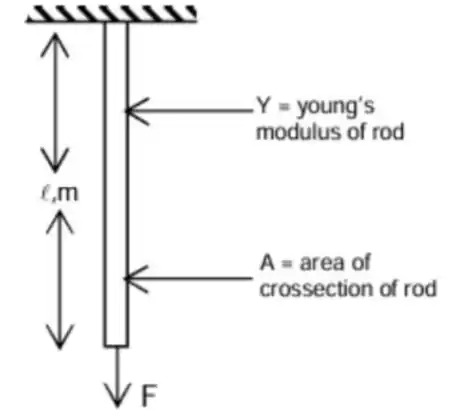 Y = young's
modulus of rod
ℓ,m
A = area of
crossection of rod
F